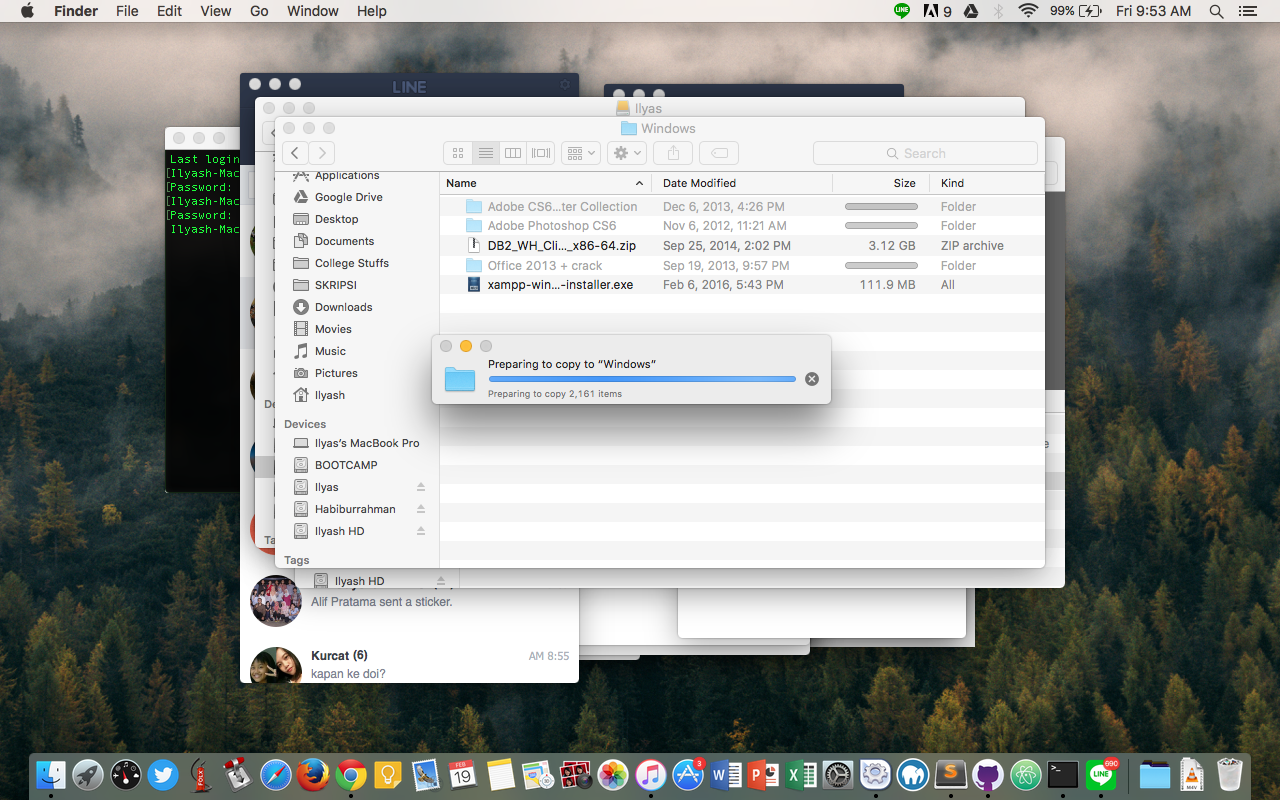 Finder File Edit View Go Window Help
LINE 9 99% Fri 9:53 AM
LINE
Ilyas
Windows
Search
Last login
[Ilyash-Mac
[Password:
[Ilyash-Mac
[Password:
Ilyash-Mac
Applications
Google Drive
Desktop
Documents
College Stuffs
SKRIPSI
Downloads
Movies
Music
Pictures
Ilyash
Devices
Ilyas's MacBook Pro
BOOTCAMP
Ilyas
Habiburrahman
Ilyash HD
Tags
Name Date Modified Size Kind
Adobe CS6...ter Collection Dec 6, 2013, 4:26 PM Folder
Adobe Photoshop CS6 Nov 6, 2012, 11:21 AM Folder
DB2_WH_Cli..._x86-64.zip Sep 25, 2014, 2:02 PM 3.12 GB ZIP archive
Office 2013 + crack Sep 19, 2013, 9:57 PM Folder
xampp-win...-installer.exe Feb 6, 2016, 5:43 PM 111.9 MB All
Preparing to copy to “Windows”
Preparing to copy 2,161 items
De
Ta
Ilyash HD
Alif Pratama sent a sticker.
Kurcat (6) AM 8:55
kapan ke doi?
FEB
19
3
690
LINE
M4V